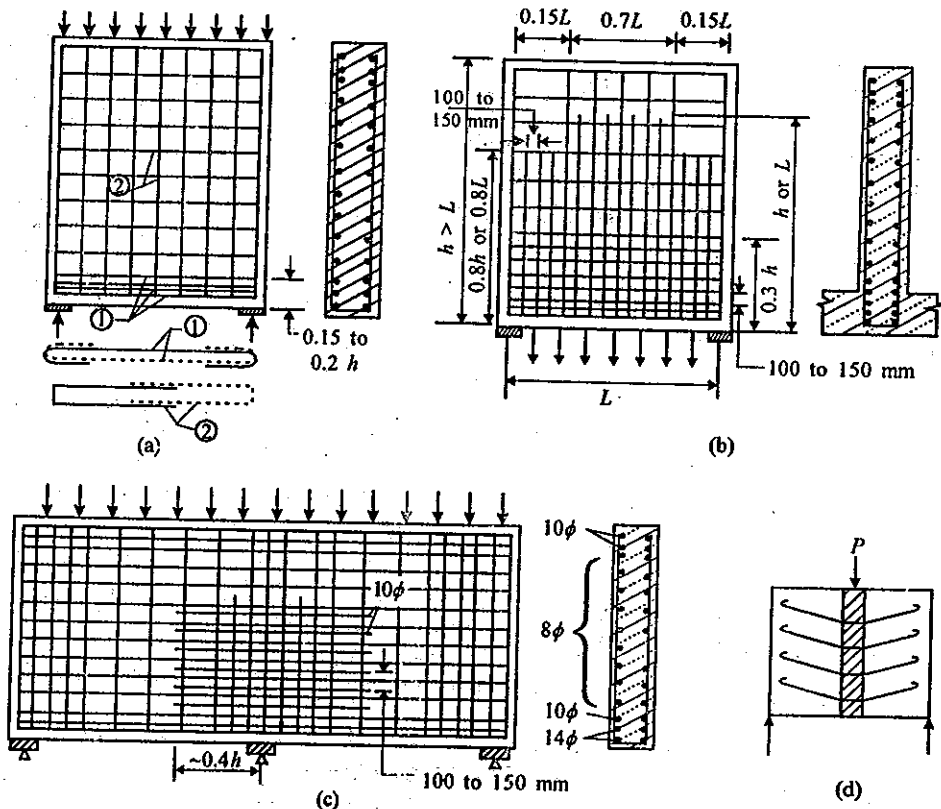 ②
①
①
0.15 to
0.2 h
②
(a)
0.15L
0.7L
0.15L
100 to
150 mm
h > L
0.8h or 0.8L
0.3 h
h or L
100 to 150 mm
L
(b)
10ϕ
~0.4h
100 to 150 mm
10ϕ
8ϕ
10ϕ
14ϕ
(c)
P
(d)